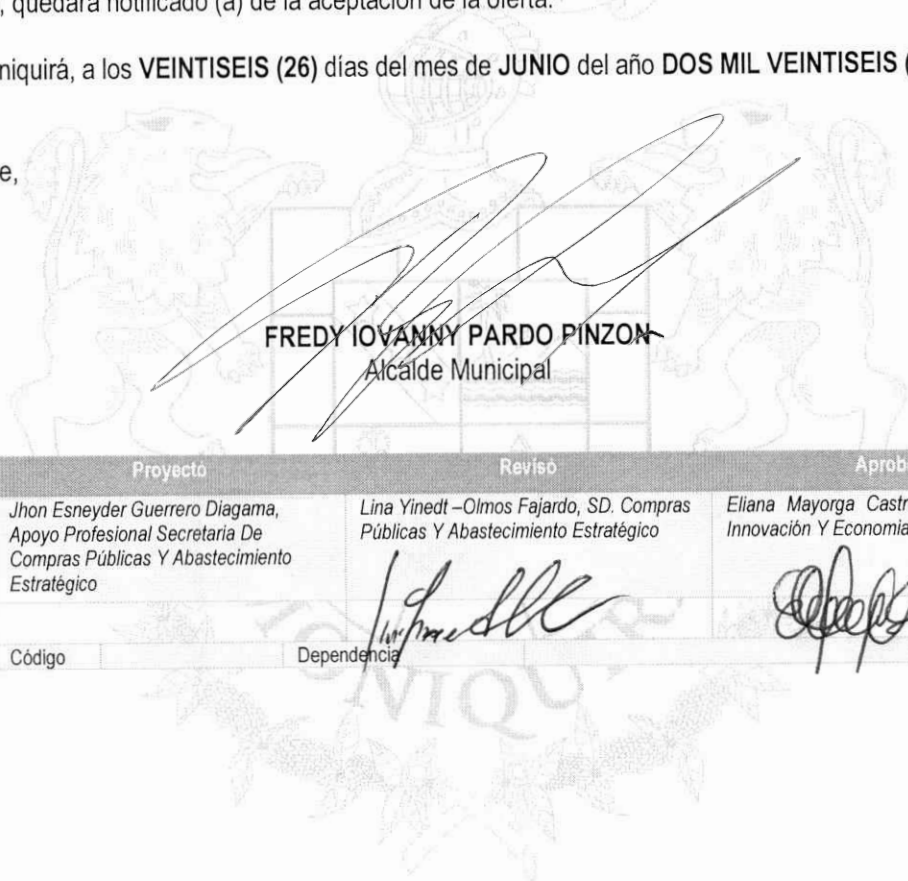 , quedará notificado (a) de la aceptación de la oferta.
niquirá, a los VEINTISEIS (26) días del mes de JUNIO del año DOS MIL VEINTISEIS (
e,
FREDY IOVANNY PARDO PINZON
Alcalde Municipal
Proyectó Revisó Aprob
Jhon Esneyder Guerrero Diagama,
Apoyo Profesional Secretaria De
Compras Públicas Y Abastecimiento
Estratégico
Lina Yinedt –Olmos Fajardo, SD. Compras
Públicas Y Abastecimiento Estratégico
Eliana Mayorga Castr
Innovación Y Economia
Código Dependencia
NIQUIR